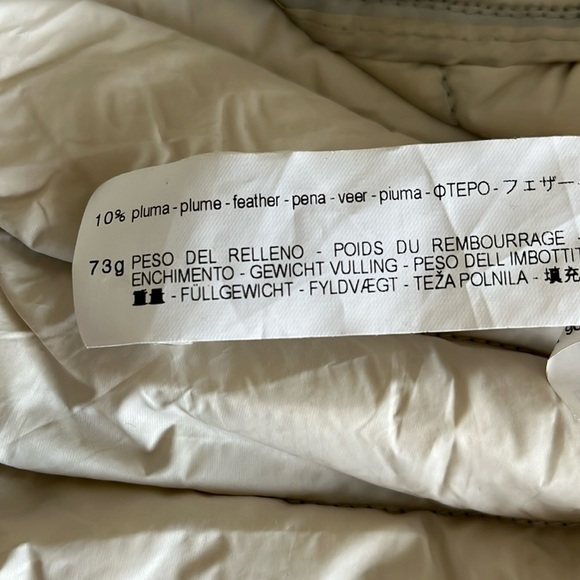 10% pluma - plume - feather - pena - veer - piuma - ΦΤΕΡΟ - フェザー -
73g PESO DEL RELLENO - POIDS DU REMBOURRAGE -
ENCHIMENTO - GEWICHT VULLING - PESO DELL IMBOTTIT
重量 - FÜLLGEWICHT - FYLDVÆGT - TEŽA POLNILA - 填充